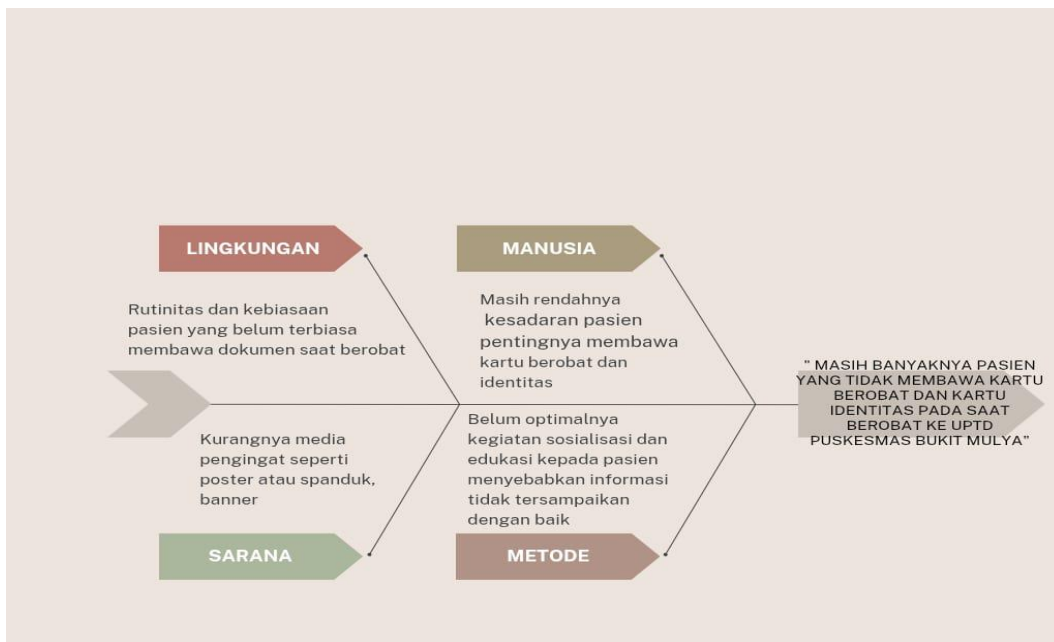 LINGKUNGAN
MANUSIA
Rutinitas dan kebiasaan
pasien yang belum terbiasa
membawa dokumen saat berobat
Masih rendahnya
kesadaran pasien
pentingnya membawa
kartu berobat dan
identitas
" MASIH BANYAKNYA PASIEN
YANG TIDAK MEMBAWA KARTU
BEROBAT DAN KARTU
IDENTITAS PADA SAAT
BEROBAT KE UPTD
PUSKESMAS BUKIT MULYA"
Kurangnya media
pengingat seperti
poster atau spanduk,
banner
Belum optimalnya
kegiatan sosialisasi dan
edukasi kepada pasien
menyebabkan informasi
tidak tersampaikan
dengan baik
SARANA
METODE